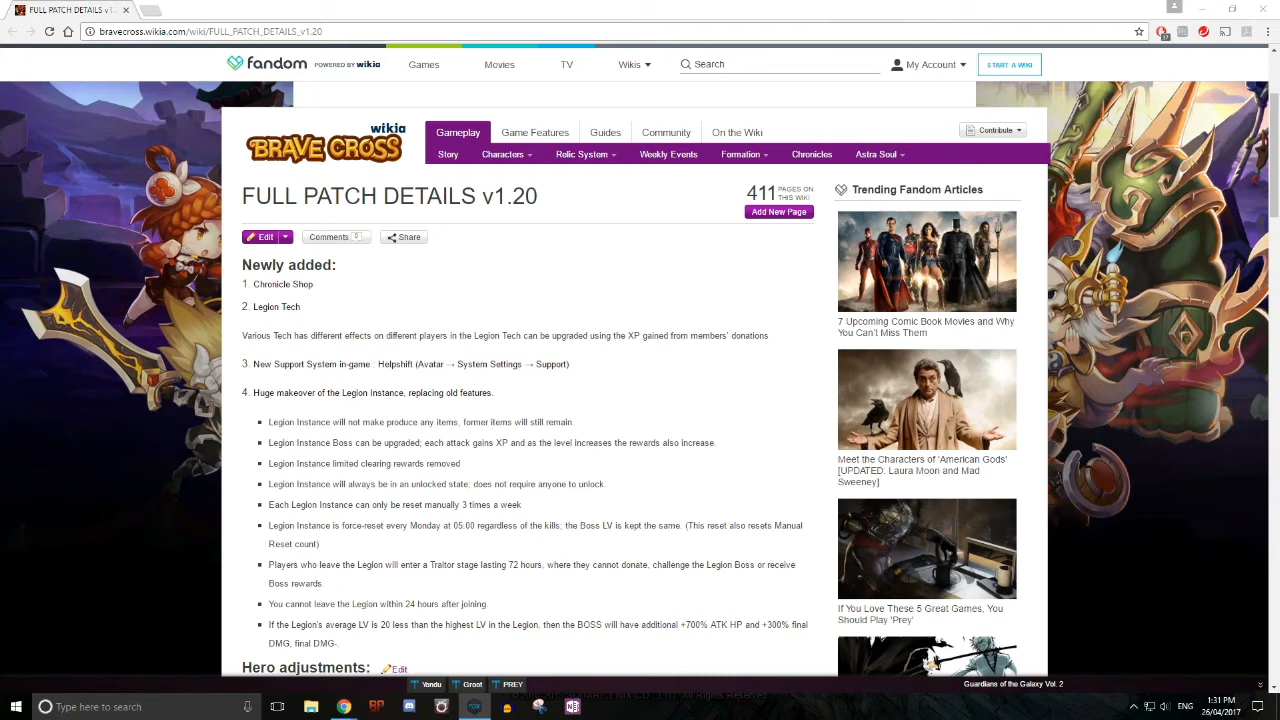 FULL PATCH DETAILS v1.20
bravecross.wikia.com/wiki/FULL_PATCH_DETAILS_v1.20
fandom POWERED BY wikia
Games
Movies
TV
Wikis
Search
My Account
START A WIKI
wikia
BRAVE CROSS
Gameplay
Game Features
Guides
Community
On the Wiki
Contribute
Story
Characters
Relic System
Weekly Events
Formation
Chronicles
Astra Soul
FULL PATCH DETAILS v1.20
411 PAGES ON THIS WIKI
Add New Page
Edit
Comments 0
Share
Newly added:
1. Chronicle Shop
2. Legion Tech
Various Tech has different effects on different players in the Legion Tech can be upgraded using the XP gained from members' donations
3. New Support System in-game : Helpshift (Avatar → System Settings → Support)
4. Huge makeover of the Legion Instance, replacing old features.
Legion Instance will not make produce any items, former items will still remain.
Legion Instance Boss can be upgraded; each attack gains XP and as the level increases the rewards also increase.
Legion Instance limited clearing rewards removed
Legion Instance will always be in an unlocked state; does not require anyone to unlock.
Each Legion Instance can only be reset manually 3 times a week
Legion Instance is force-reset every Monday at 05:00 regardless of the kills; the Boss LV is kept the same. (This reset also resets Manual
Reset count)
Players who leave the Legion will enter a Traitor stage lasting 72 hours, where they cannot donate, challenge the Legion Boss or receive
Boss rewards.
You cannot leave the Legion within 24 hours after joining.
If the Legion's average LV is 20 less than the highest LV in the Legion, then the BOSS will have additional +700% ATK HP and +300% final
DMG, final DMG-.
Hero adjustments:
Edit
Trending Fandom Articles
7 Upcoming Comic Book Movies and Why
You Can't Miss Them
Meet the Characters of 'American Gods'
[UPDATED: Laura Moon and Mad
Sweeney]
If You Love These 5 Great Games, You
Should Play 'Prey'
Yondu
Groot
PREY
Guardians of the Galaxy Vol. 2
Type here to search
ENG
1:31 PM
26/04/2017